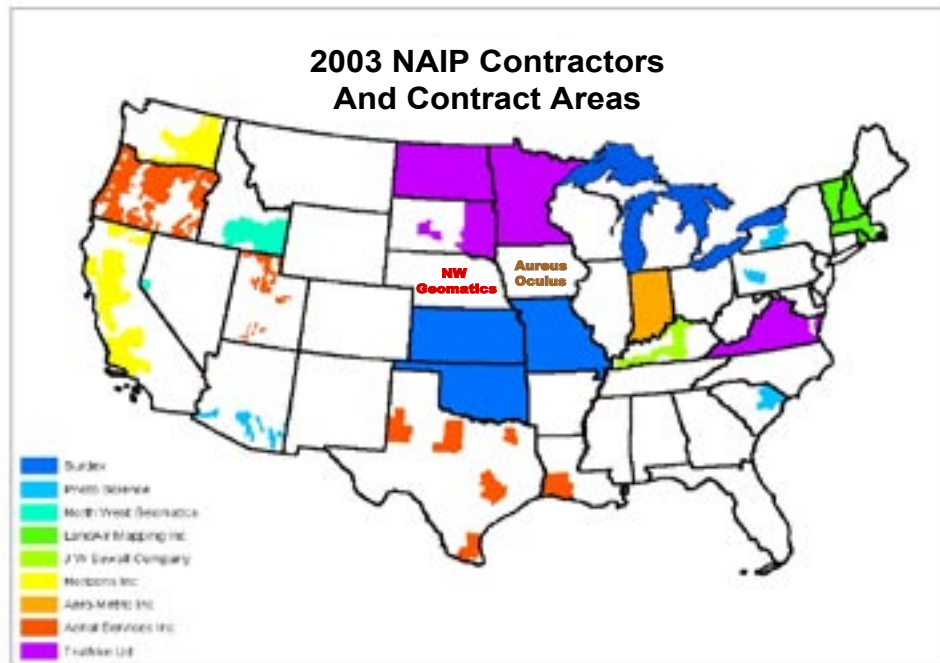 2003 NAIP Contractors
And Contract Areas
NW
Geomatics
Aureus
Oculus
Surdex
Photo Science
North West Geomatics
LandAir Mapping Inc
J W Sewall Company
Horizons Inc
Aero-Metric Inc
Aerial Services Inc
Triathlon Ltd